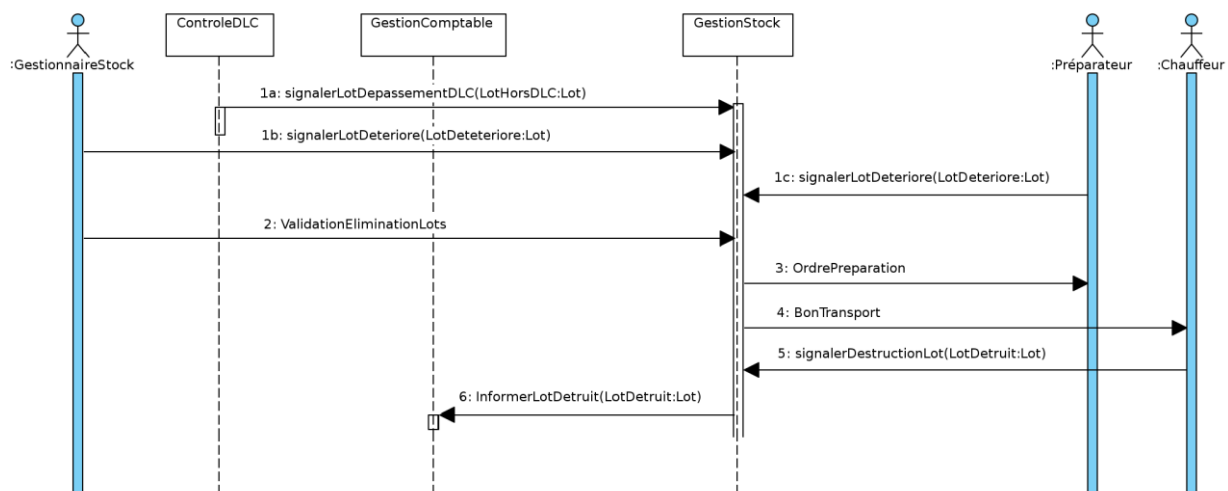 ControleDLC
GestionComptable
GestionStock
:GestionnaireStock
:Préparateur
:Chauffeur
1a: signalerLotDepassementDLC(LotHorsDLC:Lot)
1b: signalerLotDeteriore(LotDeteteriore:Lot)
1c: signalerLotDeteriore(LotDeteriore:Lot)
2: ValidationEliminationLots
3: OrdrePreparation
4: BonTransport
5: signalerDestructionLot(LotDetruit:Lot)
6: InformerLotDetruit(LotDetruit:Lot)